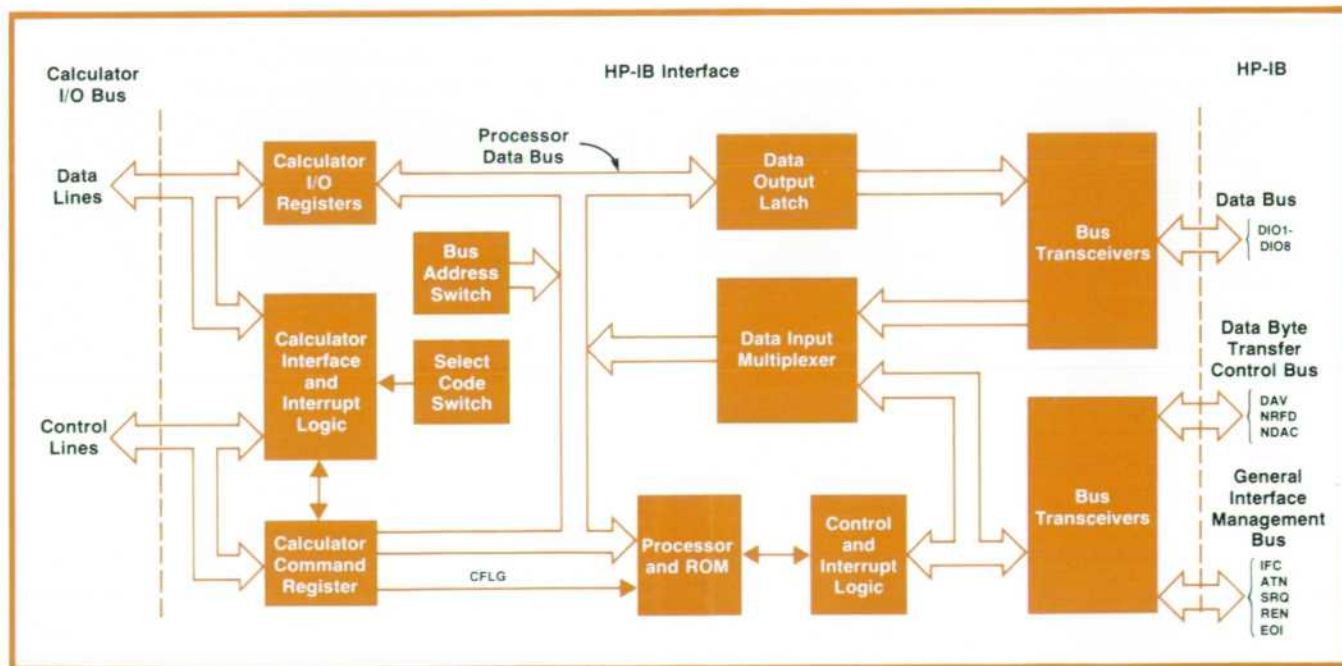 Calculator
I/O Bus
HP-IB Interface
HP-IB
Data
Lines
Calculator
I/O
Registers
Processor
Data Bus
Data
Output
Latch
Bus
Transceivers
Data Bus
DIO1-
DIO8
Bus
Address
Switch
Calculator
Interface
and
Interrupt
Logic
Select
Code
Switch
Data Input
Multiplexer
Data Byte
Transfer
Control Bus
DAV
NRFD
NDAC
Control
Lines
Calculator
Command
Register
CFLG
Processor
and ROM
Control
and
Interrupt
Logic
Bus
Transceivers
General
Interface
Management
Bus
IFC
ATN
SRQ
REN
EOI